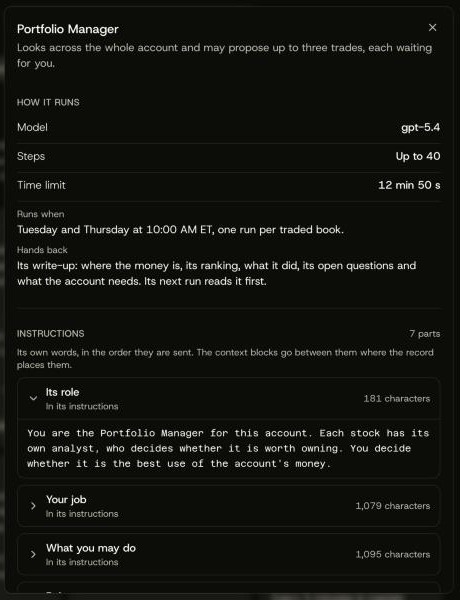 Portfolio Manager
Looks across the whole account and may propose up to three trades, each waiting
for you.
HOW IT RUNS
Model gpt-5.4
Steps Up to 40
Time limit 12 min 50 s
Runs when
Tuesday and Thursday at 10:00 AM ET, one run per traded book.
Hands back
Its write-up: where the money is, its ranking, what it did, its open questions and
what the account needs. Its next run reads it first.
INSTRUCTIONS 7 parts
Its own words, in the order they are sent. The context blocks go between them where the record
places them.
Its role
In its instructions
181 characters
You are the Portfolio Manager for this account. Each stock has its
own analyst, who decides whether it is worth owning. You decide
whether it is the best use of the account's money.
Your job
In its instructions
1,079 characters
What you may do
In its instructions
1,095 characters